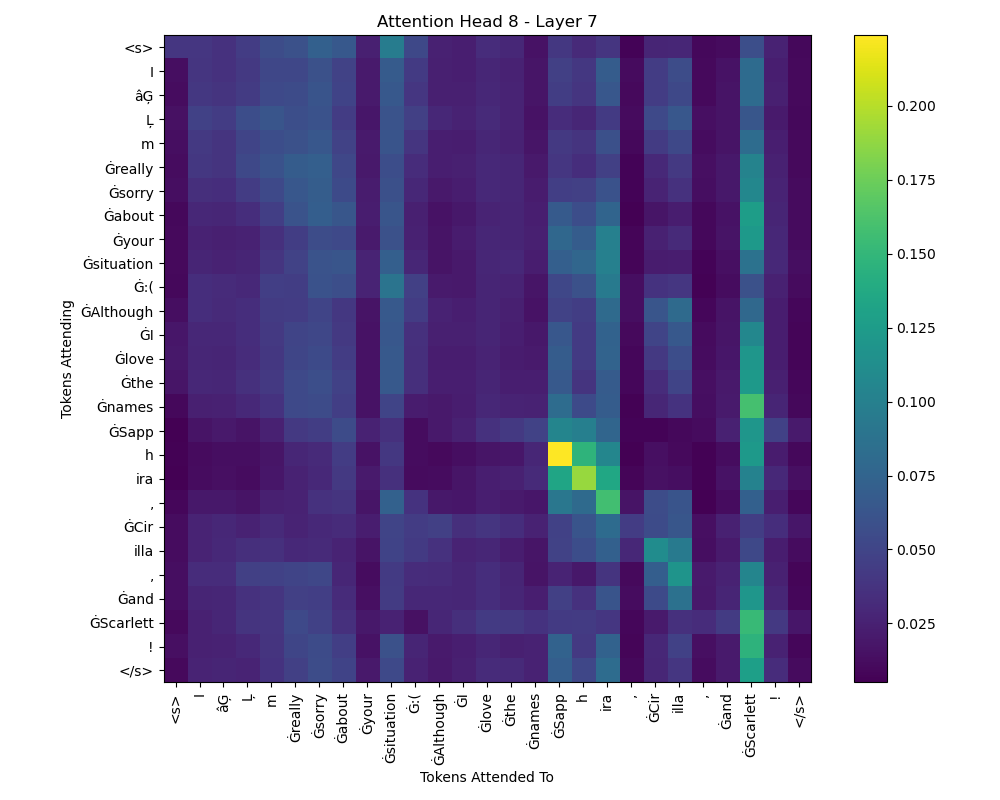 Attention Head 8 - Layer 7
Tokens Attending
<s>
I
âĢ
Ļ
m
Ġreally
Ġsorry
Ġabout
Ġyour
Ġsituation
Ġ:(
ĠAlthough
ĠI
Ġlove
Ġthe
Ġnames
ĠSapp
h
ira
,
ĠCir
illa
,
Ġand
ĠScarlett
!
</s>
<s>
I
âĢ
Ļ
m
Ġreally
Ġsorry
Ġabout
Ġyour
Ġsituation
Ġ:(
ĠAlthough
ĠI
Ġlove
Ġthe
Ġnames
ĠSapp
h
ira
,
ĠCir
illa
,
Ġand
ĠScarlett
!
</s>
Tokens Attended To
0.200
0.175
0.150
0.125
0.100
0.075
0.050
0.025